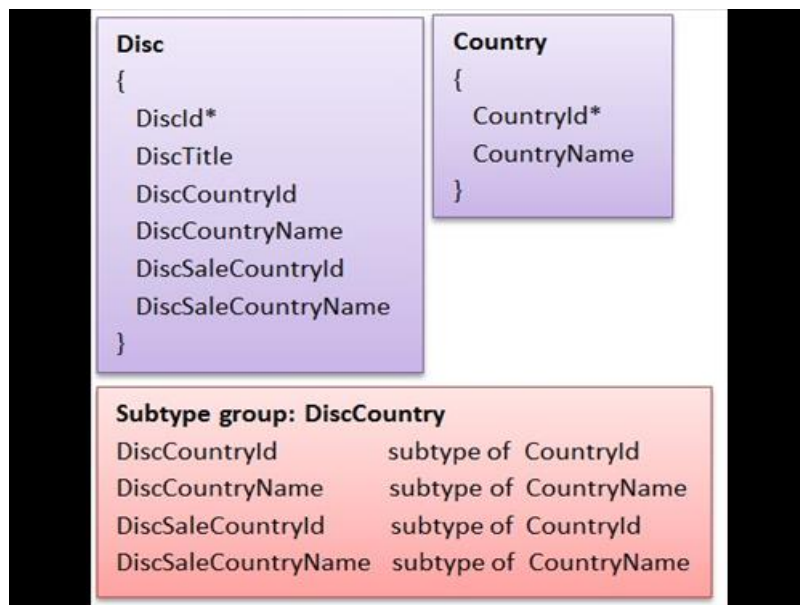 Disc
{
DiscId*
DiscTitle
DiscCountryId
DiscCountryName
DiscSaleCountryId
DiscSaleCountryName
}
Country
{
CountryId*
CountryName
}
Subtype group: DiscCountry
DiscCountryId subtype of CountryId
DiscCountryName subtype of CountryName
DiscSaleCountryId subtype of CountryId
DiscSaleCountryName subtype of CountryName